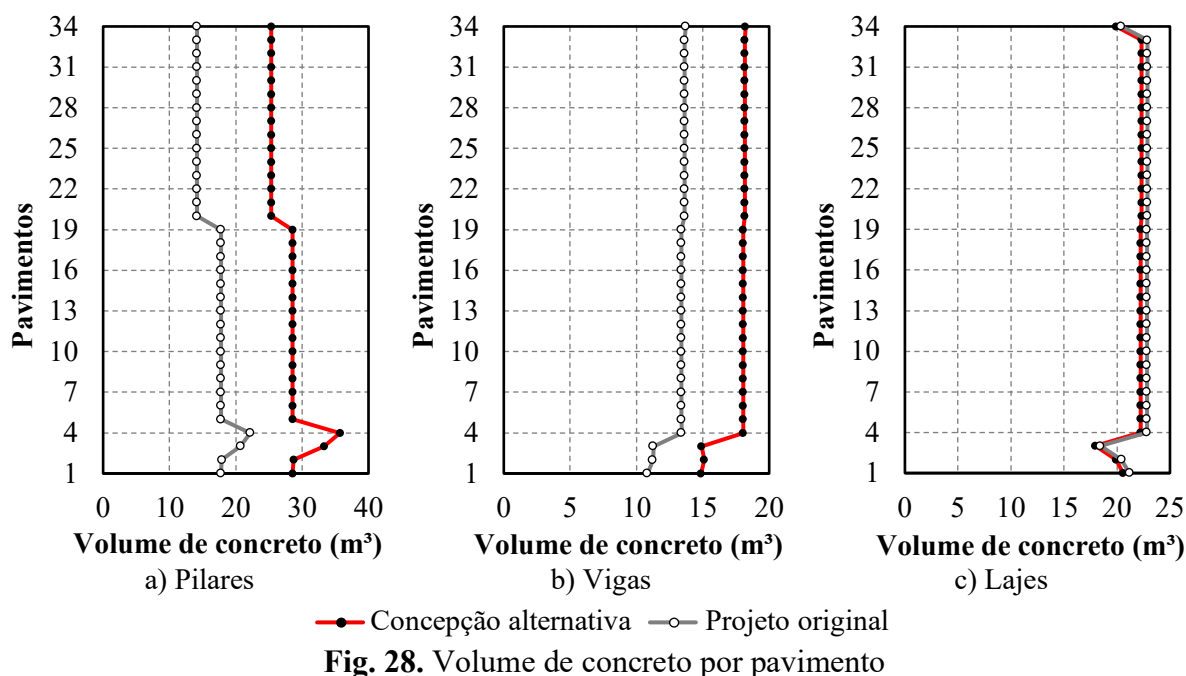 34
31
28
25
22
19
16
13
10
7
4
1
Pavimentos
0 10 20 30 40
Volume de concreto (m³)
a) Pilares
34
31
28
25
22
19
16
13
10
7
4
1
Pavimentos
0 5 10 15 20
Volume de concreto (m³)
b) Vigas
34
31
28
25
22
19
16
13
10
7
4
1
Pavimentos
0 5 10 15 20 25
Volume de concreto (m³)
c) Lajes
Concepção alternativa Projeto original
Fig. 28. Volume de concreto por pavimento